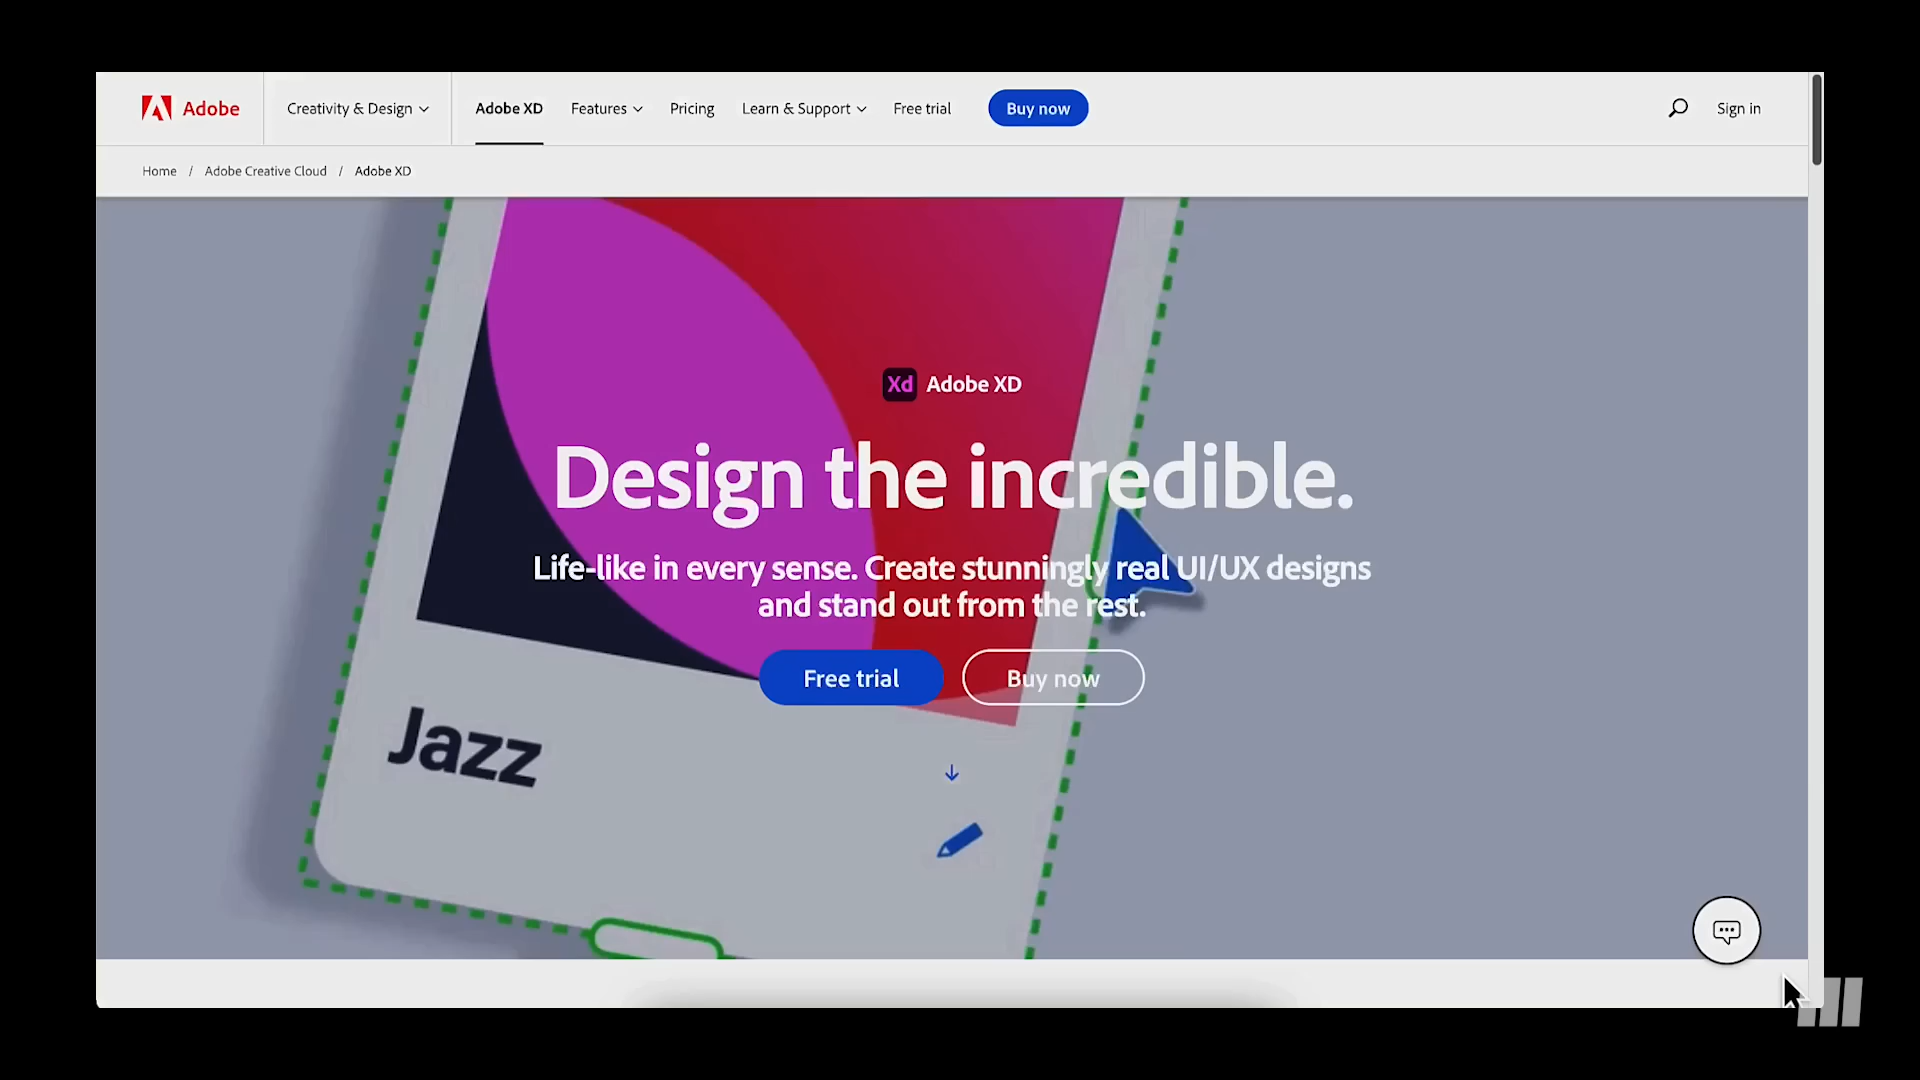 Adobe
Creativity & Design
Adobe XD
Features
Pricing
Learn & Support
Free trial
Buy now
Sign in
Home / Adobe Creative Cloud / Adobe XD
Xd Adobe XD
Design the incredible.
Life-like in every sense. Create stunningly real UI/UX designs
and stand out from the rest.
Free trial
Buy now
Jazz